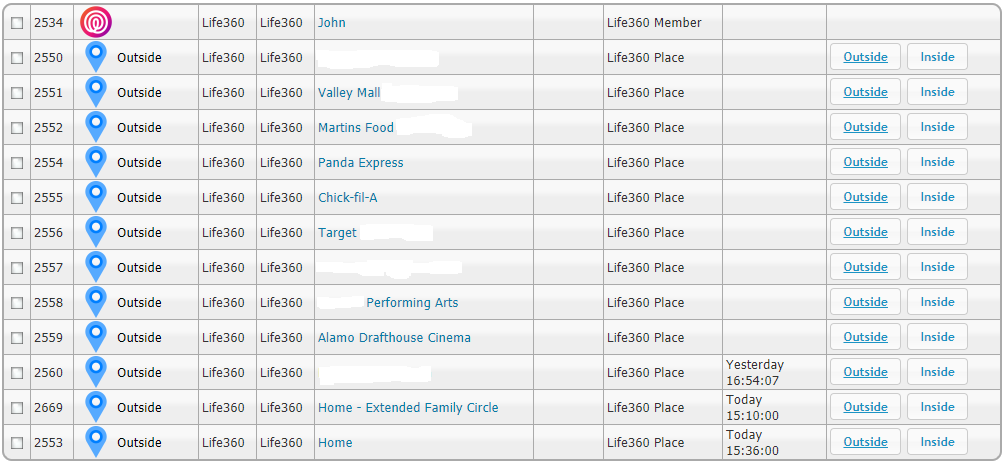 2534 Life360 Life360 John Life360 Member
2550 Outside Life360 Life360 Life360 Place Outside Inside
2551 Outside Life360 Life360 Valley Mall Life360 Place Outside Inside
2552 Outside Life360 Life360 Martins Food Life360 Place Outside Inside
2554 Outside Life360 Life360 Panda Express Life360 Place Outside Inside
2555 Outside Life360 Life360 Chick-fil-A Life360 Place Outside Inside
2556 Outside Life360 Life360 Target Life360 Place Outside Inside
2557 Outside Life360 Life360 Life360 Place Outside Inside
2558 Outside Life360 Life360 Performing Arts Life360 Place Outside Inside
2559 Outside Life360 Life360 Alamo Drafthouse Cinema Life360 Place Outside Inside
2560 Outside Life360 Life360 Life360 Place Yesterday 16:54:07 Outside Inside
2669 Outside Life360 Life360 Home - Extended Family Circle Life360 Place Today 15:10:00 Outside Inside
2553 Outside Life360 Life360 Home Life360 Place Today 15:36:00 Outside Inside